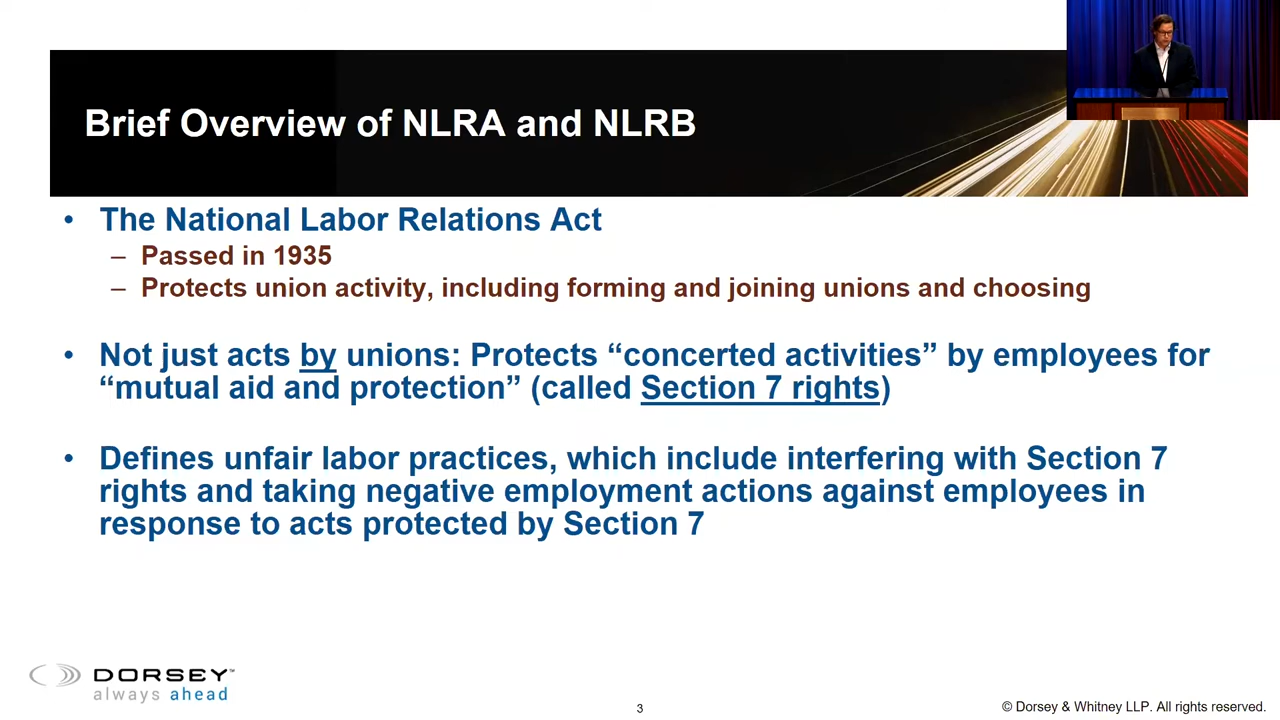 Brief Overview of NLRA and NLRB
• The National Labor Relations Act
– Passed in 1935
– Protects union activity, including forming and joining unions and choosing
• Not just acts by unions: Protects “concerted activities” by employees for
“mutual aid and protection” (called Section 7 rights)
• Defines unfair labor practices, which include interfering with Section 7
rights and taking negative employment actions against employees in
response to acts protected by Section 7
DORSEY™
always ahead
3
© Dorsey & Whitney LLP. All rights reserved.